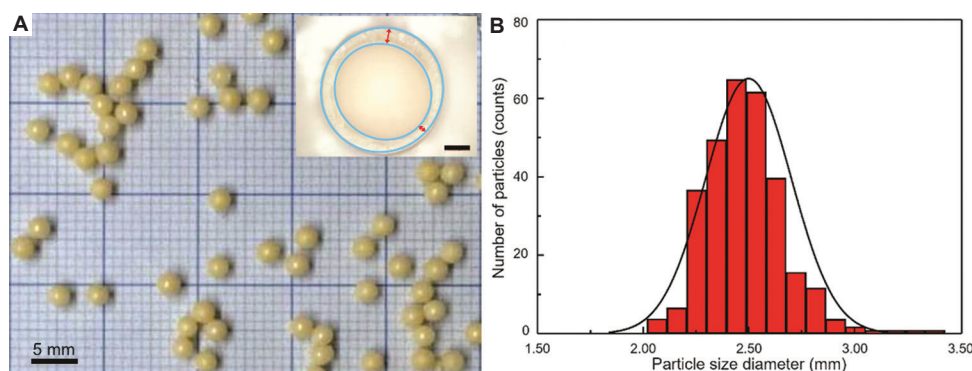 A
5 mm
B
Number of particles (counts)
80
60
40
20
0
1.50
2.00
2.50
3.00
3.50
Particle size diameter (mm)